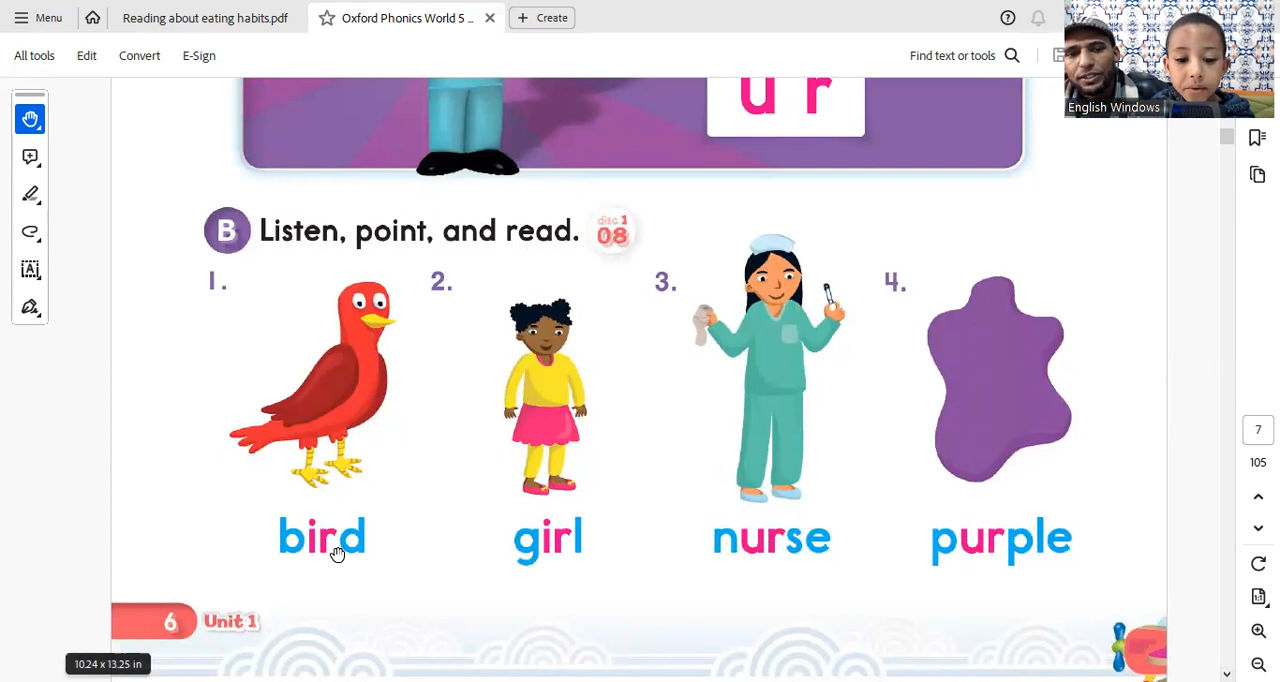 Menu Reading about eating habits.pdf Oxford Phonics World 5 ... Create
All tools Edit Convert E-Sign Find text or tools
English Windows
ur
B Listen, point, and read. disc 1 08
1. 2. 3. 4.
bird girl nurse purple
7
105
6 Unit 1
10.24 x 13.25 in